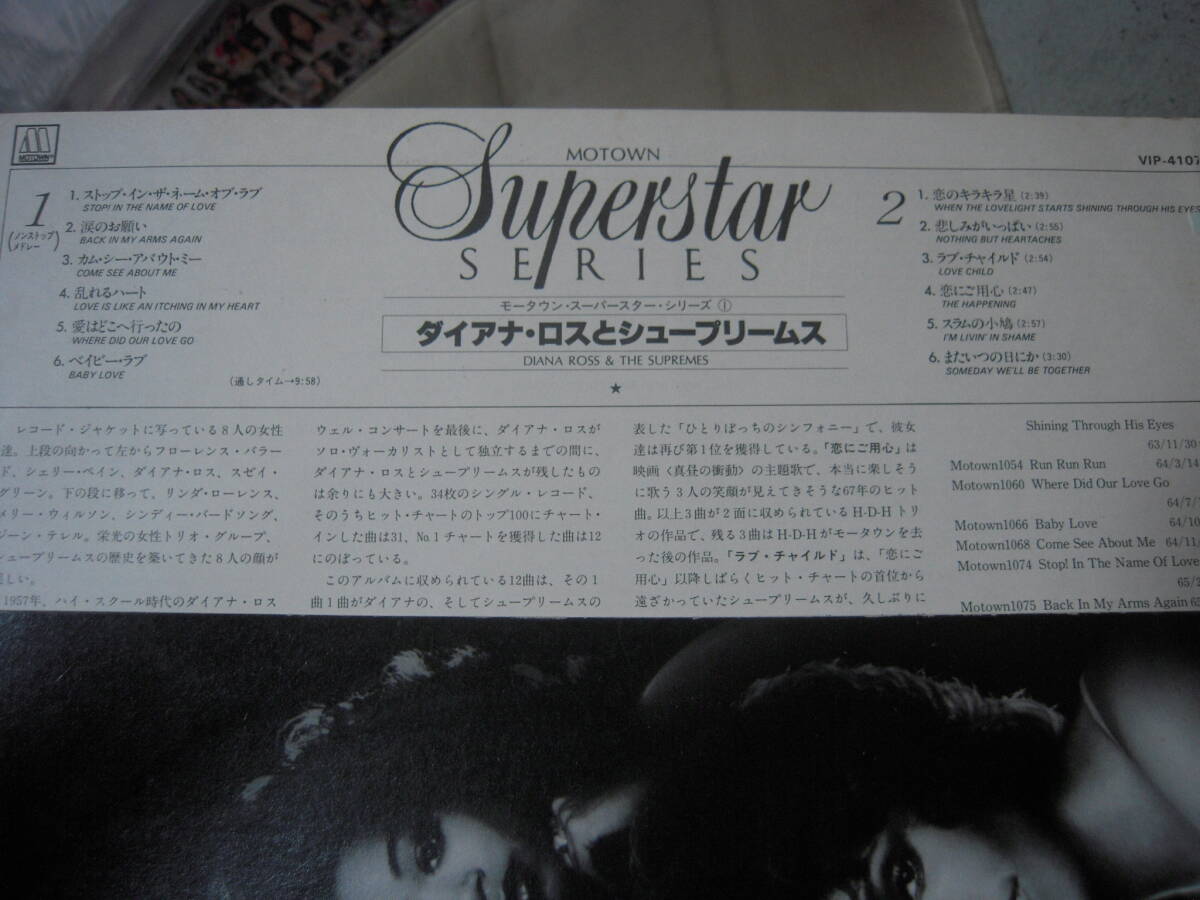 MOTOWN
MOTOWN
Superstar
SERIES
モータウン・スーパースター・シリーズ ①
ダイアナ・ロスとシュープリームス
DIANA ROSS & THE SUPREMES
★
VIP-4107
1
(ノンストップメドレー)
1. ストップ・イン・ザ・ネーム・オブ・ラブ
STOP! IN THE NAME OF LOVE
2. 涙のお願い
BACK IN MY ARMS AGAIN
3. カム・シー・アバウト・ミー
COME SEE ABOUT ME
4. 乱れるハート
LOVE IS LIKE AN ITCHING IN MY HEART
5. 愛はどこへ行ったの
WHERE DID OUR LOVE GO
6. ベイビー・ラブ
BABY LOVE
(通しタイム→9:58)
2
1. 恋のキラキラ星 (2:39)
WHEN THE LOVELIGHT STARTS SHINING THROUGH HIS EYES
2. 悲しみがいっぱい (2:55)
NOTHING BUT HEARTACHES
3. ラブ・チャイルド (2:54)
LOVE CHILD
4. 恋にご用心 (2:47)
THE HAPPENING
5. スラムの小鳩 (2:57)
I'M LIVIN' IN SHAME
6. またいつの日にか (3:30)
SOMEDAY WE'LL BE TOGETHER
レコード・ジャケットに写っている8人の女性
達。上段の向かって左からフローレンス・バラー
ド、シェリー・ペイン、ダイアナ・ロス、スゼイ・
グリーン。下の段に移って、リンダ・ローレンス、
メリー・ウィルソン、シンディー・バードソング、
ジーン・テレル。栄光の女性トリオ・グループ、
シュープリームスの歴史を築いてきた8人の顔が
しい。
1957年、ハイ・スクール時代のダイアナ・ロス
ウェル・コンサートを最後に、ダイアナ・ロスが
ソロ・ヴォーカリストとして独立するまでの間に、
ダイアナ・ロスとシュープリームスが残したもの
は余りにも大きい。34枚のシングル・レコード、
そのうちヒット・チャートのトップ100にチャート・
インした曲は31、No.1チャートを獲得した曲は12
にのぼっている。
このアルバムに収められている12曲は、その1
曲1曲がダイアナの、そしてシュープリームスの
表した「ひとりぼっちのシンフォニー」で、彼女
達は再び第1位を獲得している。「恋にご用心」は
映画〈真昼の衝動〉の主題歌で、本当に楽しそう
に歌う3人の笑顔が見えてきそうな67年のヒット
曲。以上3曲が2面に収められているH-D-Hトリ
オの作品で、残る3曲はH-D-Hがモータウンを去
った後の作品。「ラブ・チャイルド」は、「恋にご
用心」以降しばらくヒット・チャートの首位から
遠ざかっていたシュープリームスが、久しぶりに
Shining Through His Eyes
63/11/30
Motown1054 Run Run Run 64/3/14
Motown1060 Where Did Our Love Go
64/7/
Motown1066 Baby Love 64/10
Motown1068 Come See About Me 64/11/
Motown1074 Stop! In The Name Of Love
65/2
Motown1075 Back In My Arms Again 65